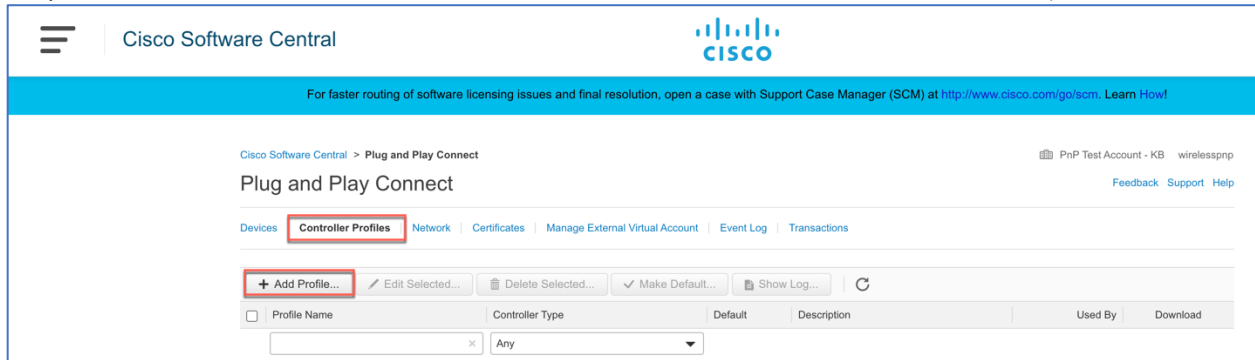 Cisco Software Central
CISCO
For faster routing of software licensing issues and final resolution, open a case with Support Case Manager (SCM) at http://www.cisco.com/go/scm. Learn How!
Cisco Software Central > Plug and Play Connect PnP Test Account - KB wirelesspnp
Plug and Play Connect Feedback Support Help
Devices Controller Profiles Network Certificates Manage External Virtual Account Event Log Transactions
+ Add Profile... Edit Selected... Delete Selected... Make Default... Show Log...
Profile Name Controller Type Default Description Used By Download
× Any